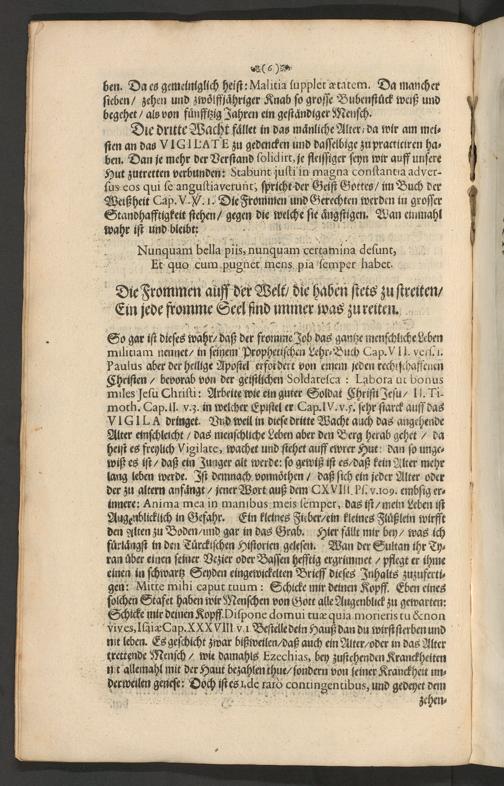 (6)
ben. Da es gemeiniglich heist: Malitia supplet ætatem. Da mancher
sieben/ zehen und zwölffjähriger Knab so grosse Bubenstück weiß und
begehet/ als von fünfftzig Jahren ein geständiger Mensch.
Die dritte Wacht fället in das mänliche Alter/ da wir am mei-
sten an das VIGILATE zu gedencken und dasselbige zu practiciren ha-
ben. Dan je mehr der Verstand solidirt, je fleissiger seyn wir auff unsere
Hut zutretten verbunden: Stabunt justi in magna constantia adver-
sus eos qui se angustiaverunt, spricht der Geist Gottes/ im Buch der
Weißheit Cap. V. V. 1. Die Frommen und Gerechten werden in grosser
Standhafftigkeit stehen/ gegen die welche sie ängstigen. Wan einmahl
wahr ist und bleibt:
Nunquam bella piis, nunquam certamina desunt,
Et quo cum pugnet mens pia semper habet.
Die Frommen auff der Welt/ die haben stets zu streiten/
Ein jede fromme Seel find immer was zu reiten.
So gar ist dieses wahr/ daß der fromme Job das gantze menschliche Leben
militiam nennet/ in seinem Prophetischen Lehr-Buch Cap. VII. vers. 1.
Paulus aber der heilige Apostel erfordert von einem jeden rechtschaffenen
Christen/ bevorab von der geistlichen Soldatesca: Labora ut bonus
miles Jesu Christi: Arbeite wie ein guter Soldat Christi Jesu/ II. Ti-
moth. Cap. II. v. 3. in welcher Epistel er Cap. IV. v. 5. sehr starck auff das
VIGILA dringet. Und weil in diese dritte Wacht auch das angehende
Alter einschleicht/ das menschliche Leben aber den Berg herab gehet/ da
heist es freylich Vigilate, wachet und stehet auff ewrer Hut: dan so unge-
wiß es ist/ daß ein Junger alt werde: so gewiß ist es/ daß kein Alter mehr
lang leben werde. Ist demnach vonnöthen/ daß sich ein jeder Alter oder
der zu altern anfängt/ jener Wort auß dem CXVIII. Ps. v. 109. embsig er-
innere: Anima mea in manibus meis semper, das ist/ mein Leben ist
Augenblicklich in Gefahr. Ein kleines Fieber/ ein kleines Flüßlein wirfft
den Alten zu Boden/ und gar in das Grab. Hier fällt mir bey/ was ich
fürlängst in den Türckischen Historien gelesen. Wan der Sultan ihr Ty-
ran über einen seiner Vezier oder Bassen hefftig ergrimmet/ pflegt er ihme
einen in schwartz Seyden eingewickelten Brieff dieses Inhalts zuzuferti-
gen: Mitte mihi caput tuum: Schicke mir deinen Kopff. Eben eines
solchen Stafet haben wir Menschen von Gott alle Augenblick zu gewarten:
Schicke mir deinen Kopff. Dispone domui tuæ quia morieris tu & non
vives, Isaiæ Cap. XXXVIII. v. 1 Bestelle dein Hauß dan du wirst sterben und
nit leben. Es geschicht zwar bißweilen/ daß auch ein Alter/ oder in das Alter
trettende Mensch/ wie damahls Ezechias, bey zustehenden Kranckheiten
nit allemahl mit der Haut bezahlen thue/ sondern von seiner Kranckheit un-
derweilen genese: Doch ist es 1. de raro contingentibus, und gedeyet dem
zehen-